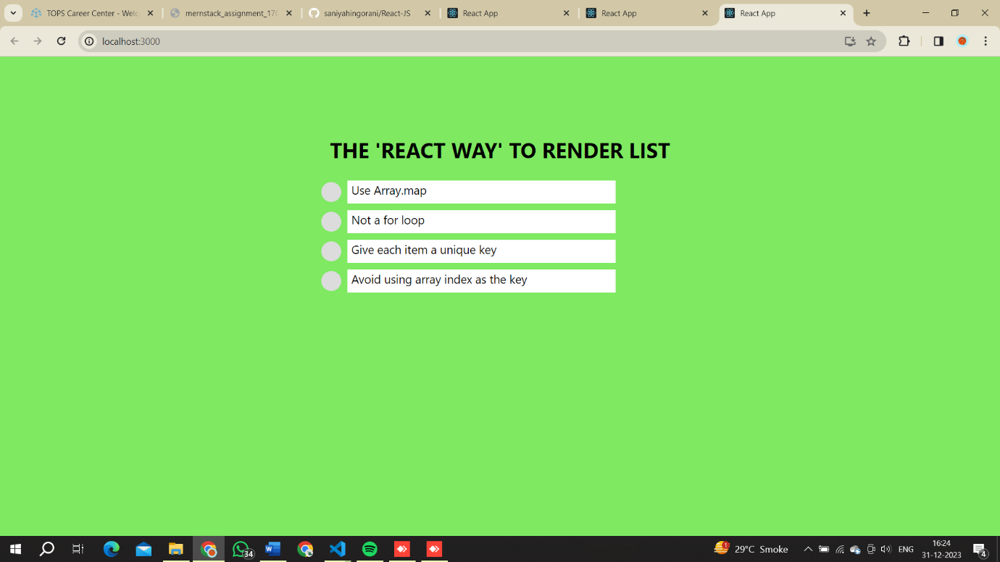 TOPS Career Center - Welc
mernstack_assignment_170
saniyahingorani/React-JS
React App
React App
React App
localhost:3000
THE 'REACT WAY' TO RENDER LIST
Use Array.map
Not a for loop
Give each item a unique key
Avoid using array index as the key
34
1
29°C Smoke
ENG
16:24
31-12-2023
4